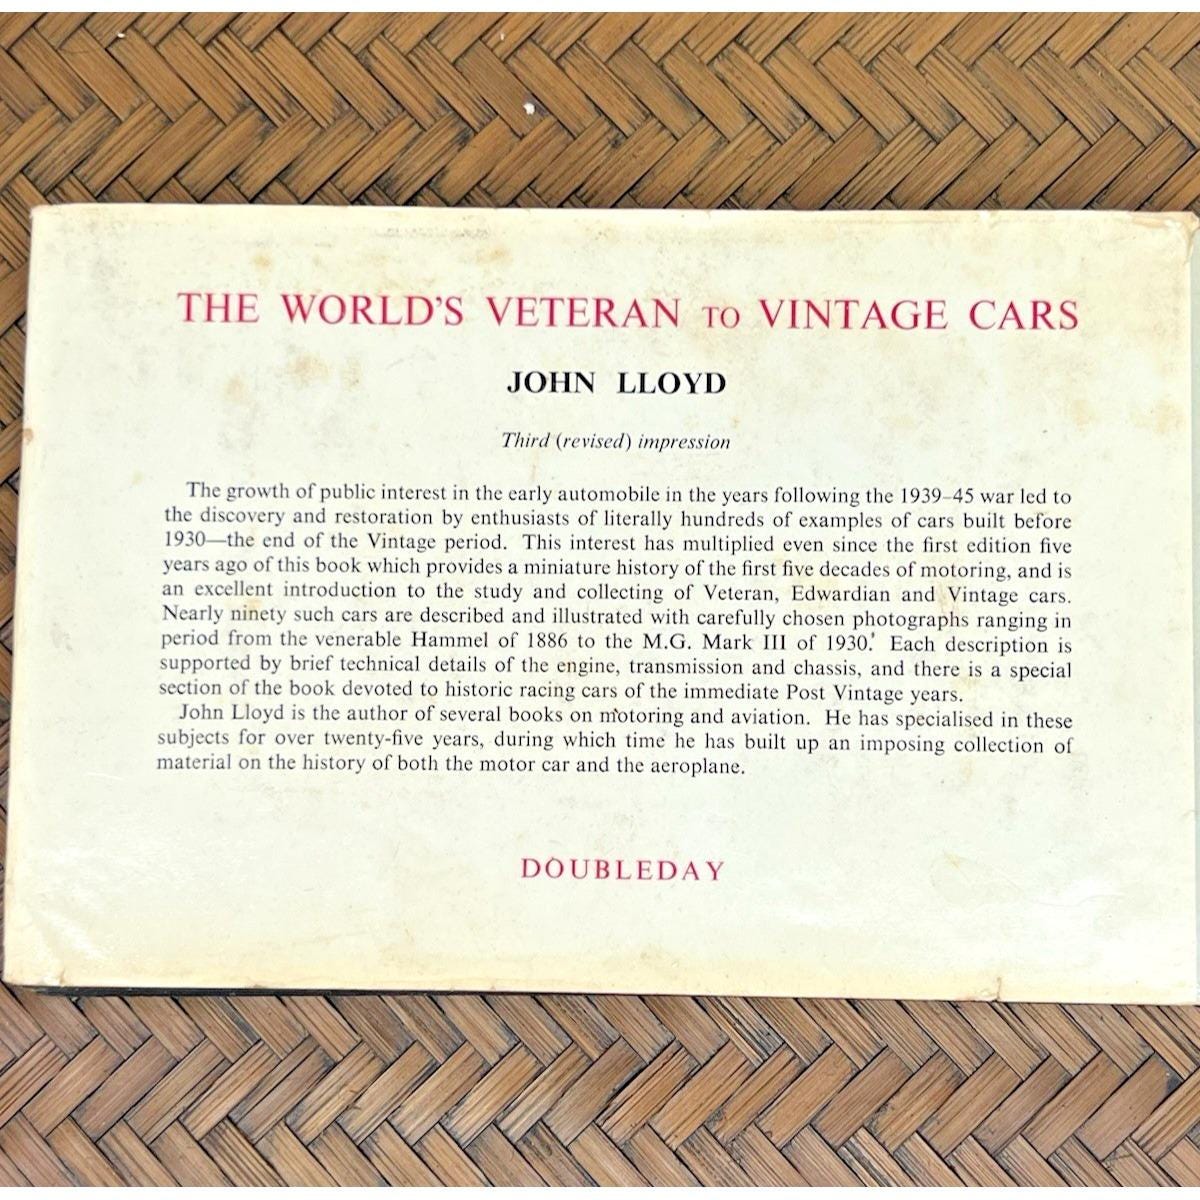 THE WORLD'S VETERAN TO VINTAGE CARS
JOHN LLOYD
Third (revised) impression
The growth of public interest in the early automobile in the years following the 1939–45 war led to
the discovery and restoration by enthusiasts of literally hundreds of examples of cars built before
1930—the end of the Vintage period. This interest has multiplied even since the first edition five
years ago of this book which provides a miniature history of the first five decades of motoring, and is
an excellent introduction to the study and collecting of Veteran, Edwardian and Vintage cars.
Nearly ninety such cars are described and illustrated with carefully chosen photographs ranging in
period from the venerable Hammel of 1886 to the M.G. Mark III of 1930. Each description is
supported by brief technical details of the engine, transmission and chassis, and there is a special
section of the book devoted to historic racing cars of the immediate Post Vintage years.
John Lloyd is the author of several books on motoring and aviation. He has specialised in these
subjects for over twenty-five years, during which time he has built up an imposing collection of
material on the history of both the motor car and the aeroplane.
DOUBLEDAY